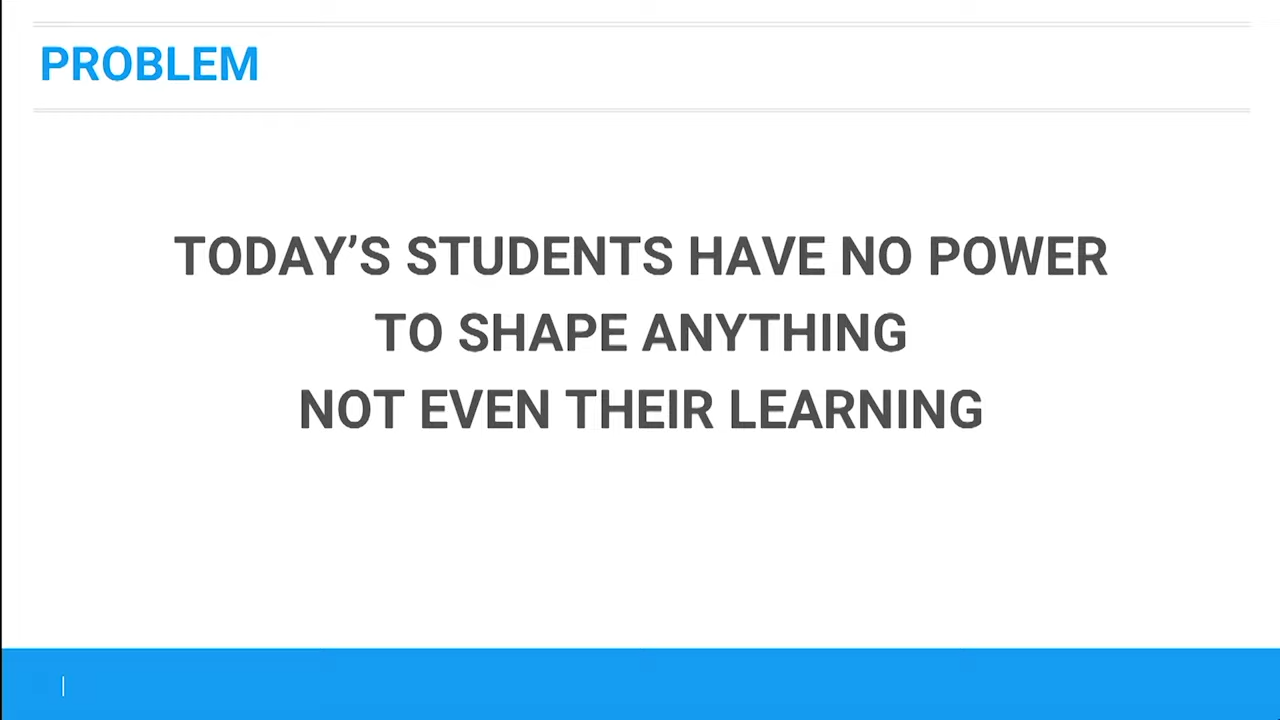 PROBLEM
TODAY’S STUDENTS HAVE NO POWER
TO SHAPE ANYTHING
NOT EVEN THEIR LEARNING